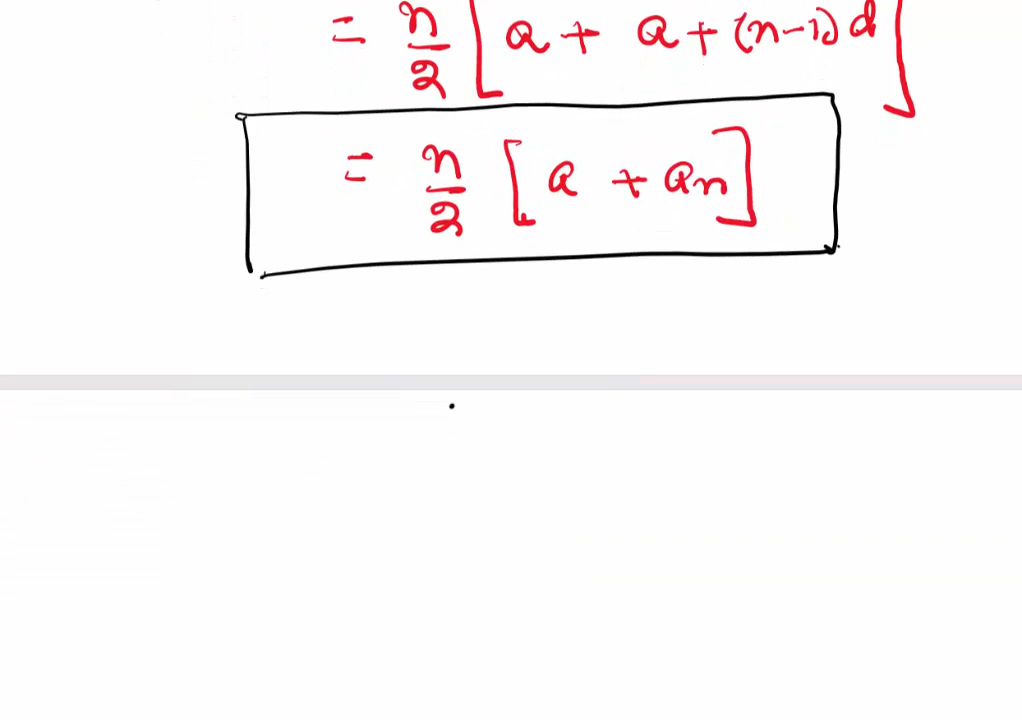 = n/2 [a + a + (n-1) d]
= n/2 [a + an]